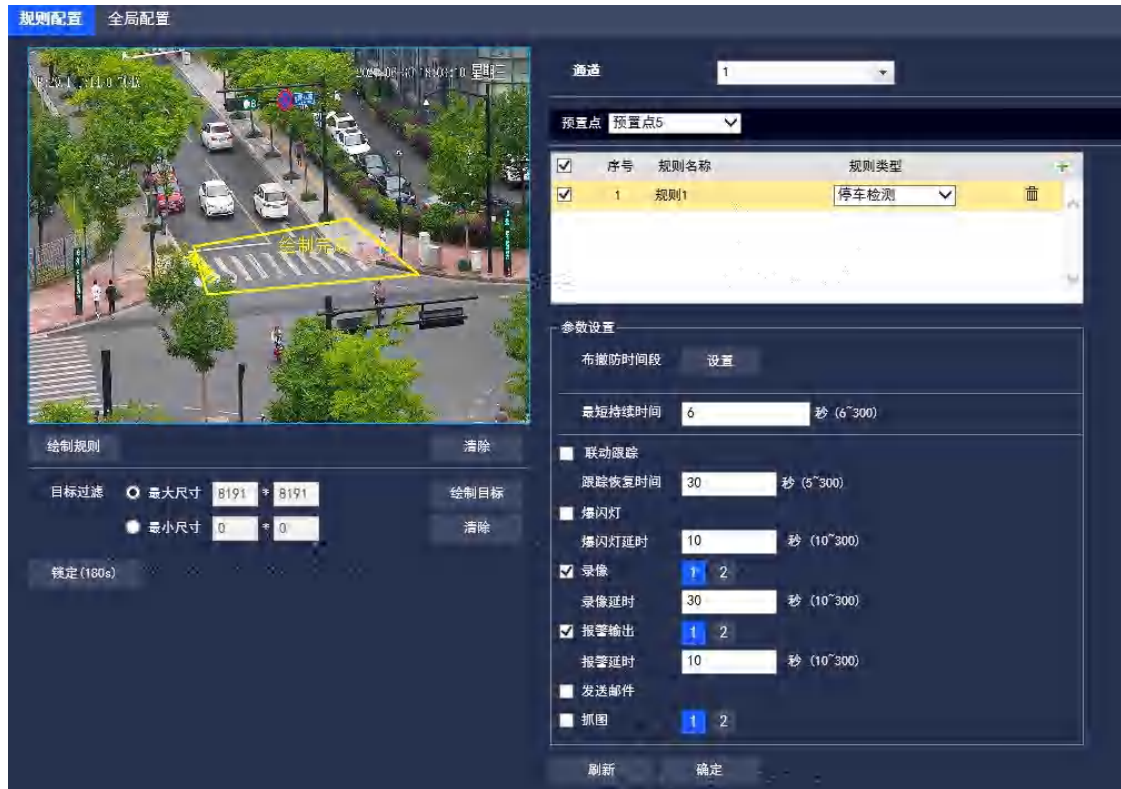 规则配置 全局配置
星期三
绘制完
通道 1
预置点 预置点5
序号 规则名称 规则类型 +
1 规则1 停车检测
参数设置
布撤防时间段 设置
最短持续时间 6 秒 (6~300)
绘制规则 清除
联动跟踪
跟踪恢复时间 30 秒 (5~300)
目标过滤 最大尺寸 8191 * 8191 绘制目标
最小尺寸 0 * 0 清除
爆闪灯
爆闪灯延时 10 秒 (10~300)
锁定(180s)
录像 1 2
录像延时 30 秒 (10~300)
报警输出 1 2
报警延时 10 秒 (10~300)
发送邮件
抓图 1 2
刷新 确定